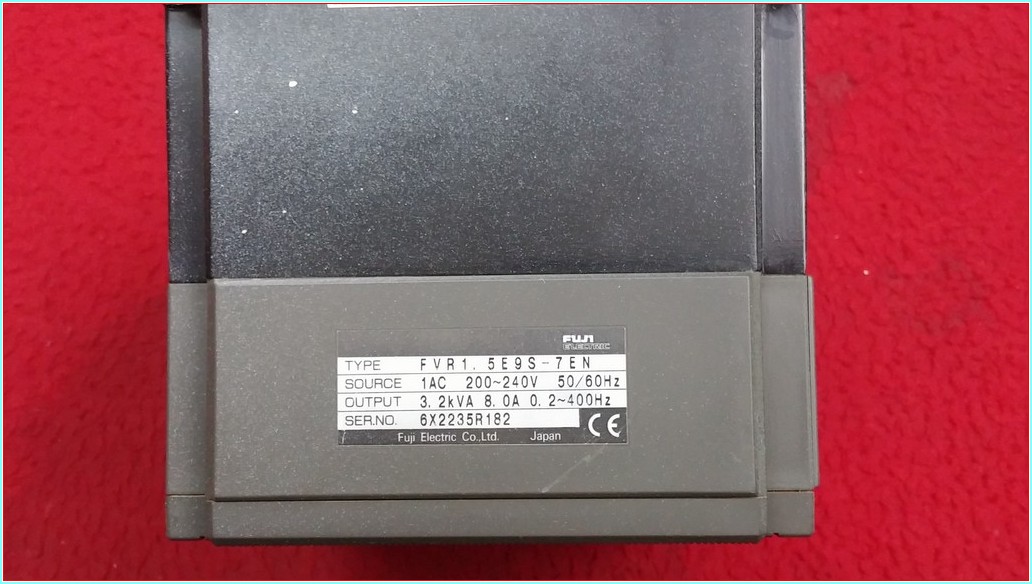 FUJI
ELECTRIC
TYPE FVR1.5E9S-7EN
SOURCE 1AC 200~240V 50/60Hz
OUTPUT 3.2kVA 8.0A 0.2~400Hz
SER.NO. 6X2235R182
CE
Fuji Electric Co.,Ltd. Japan